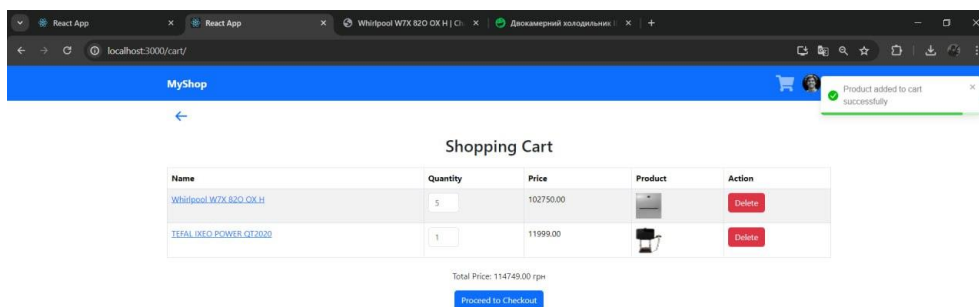 React App
React App
Whirlpool W7X 82O OX H | Ch
Двокамерний холодильник
localhost:3000/cart/
MyShop
Product added to cart
successfully
Shopping Cart
Name Quantity Price Product Action
Whirlpool W7X 82O OX H 5 102750.00 Delete
TEFAL IXEO POWER QT2020 1 11999.00 Delete
Total Price: 114749.00 грн
Proceed to Checkout